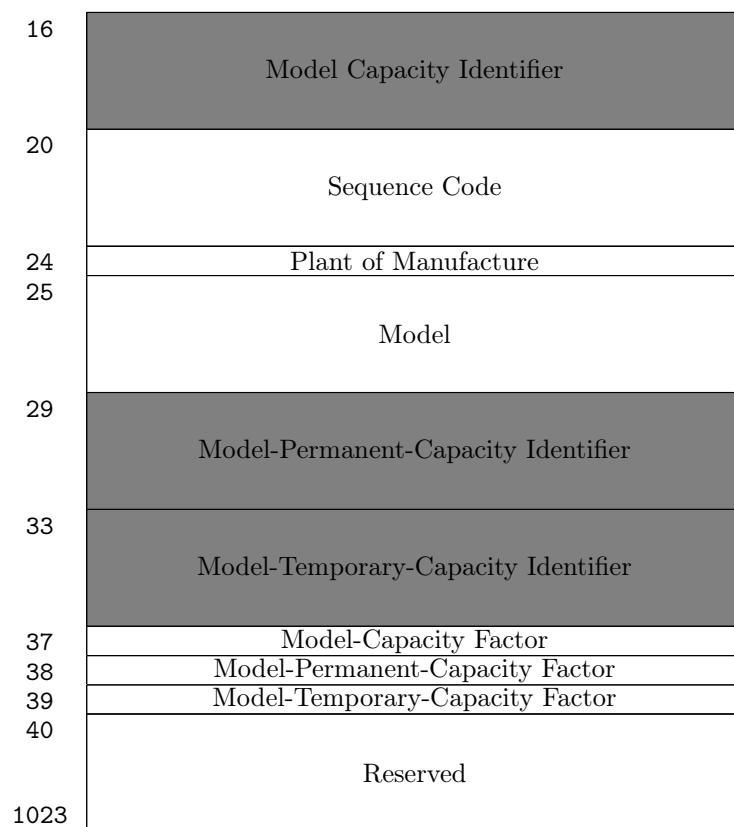 16
Model Capacity Identifier
20
Sequence Code
24 Plant of Manufacture
25
Model
29
Model-Permanent-Capacity Identifier
33
Model-Temporary-Capacity Identifier
37 Model-Capacity Factor
38 Model-Permanent-Capacity Factor
39 Model-Temporary-Capacity Factor
40
Reserved
1023